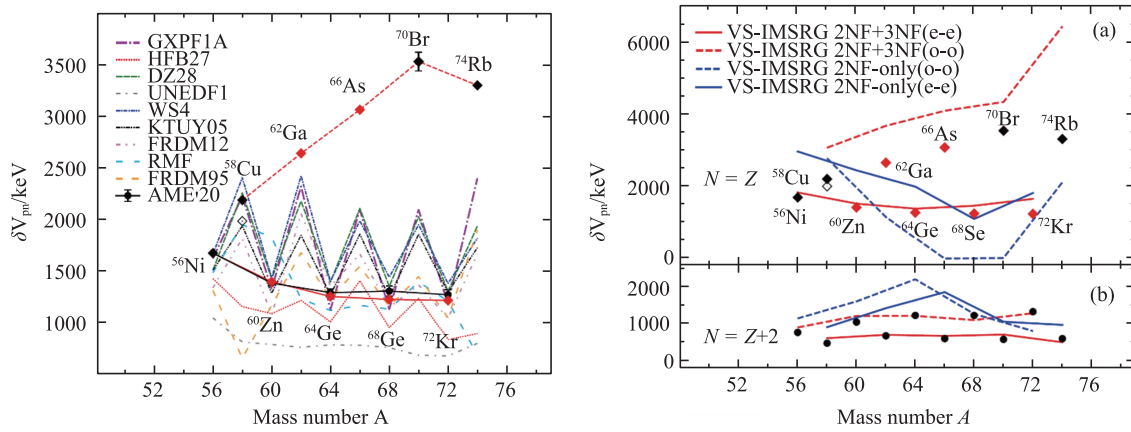 GXPF1A
HFB27
DZ28
UNEDF1
WS4
KTUY05
FRDM12
RMF
FRDM95
AME'20
3500
3000
2500
2000
1500
1000
δV_pn/keV
⁷⁰Br
⁷⁴Rb
⁶⁶As
⁶²Ga
⁵⁸Cu
⁵⁶Ni
⁶⁰Zn
⁶⁴Ge
⁶⁸Ge
⁷²Kr
52 56 60 64 68 72 76
Mass number A
VS-IMSRG 2NF+3NF(e-e) (a)
VS-IMSRG 2NF+3NF(o-o)
VS-IMSRG 2NF-only(o-o)
VS-IMSRG 2NF-only(e-e)
6000
4000
2000
0
δV_pn/keV
⁷⁰Br
⁷⁴Rb
⁶⁶As
⁶²Ga
N = Z
⁵⁸Cu
⁵⁶Ni
⁶⁰Zn
⁶⁴Ge
⁶⁸Se
⁷²Kr
(b)
2000
1000
0
N = Z+2
52 56 60 64 68 72 76
Mass number A